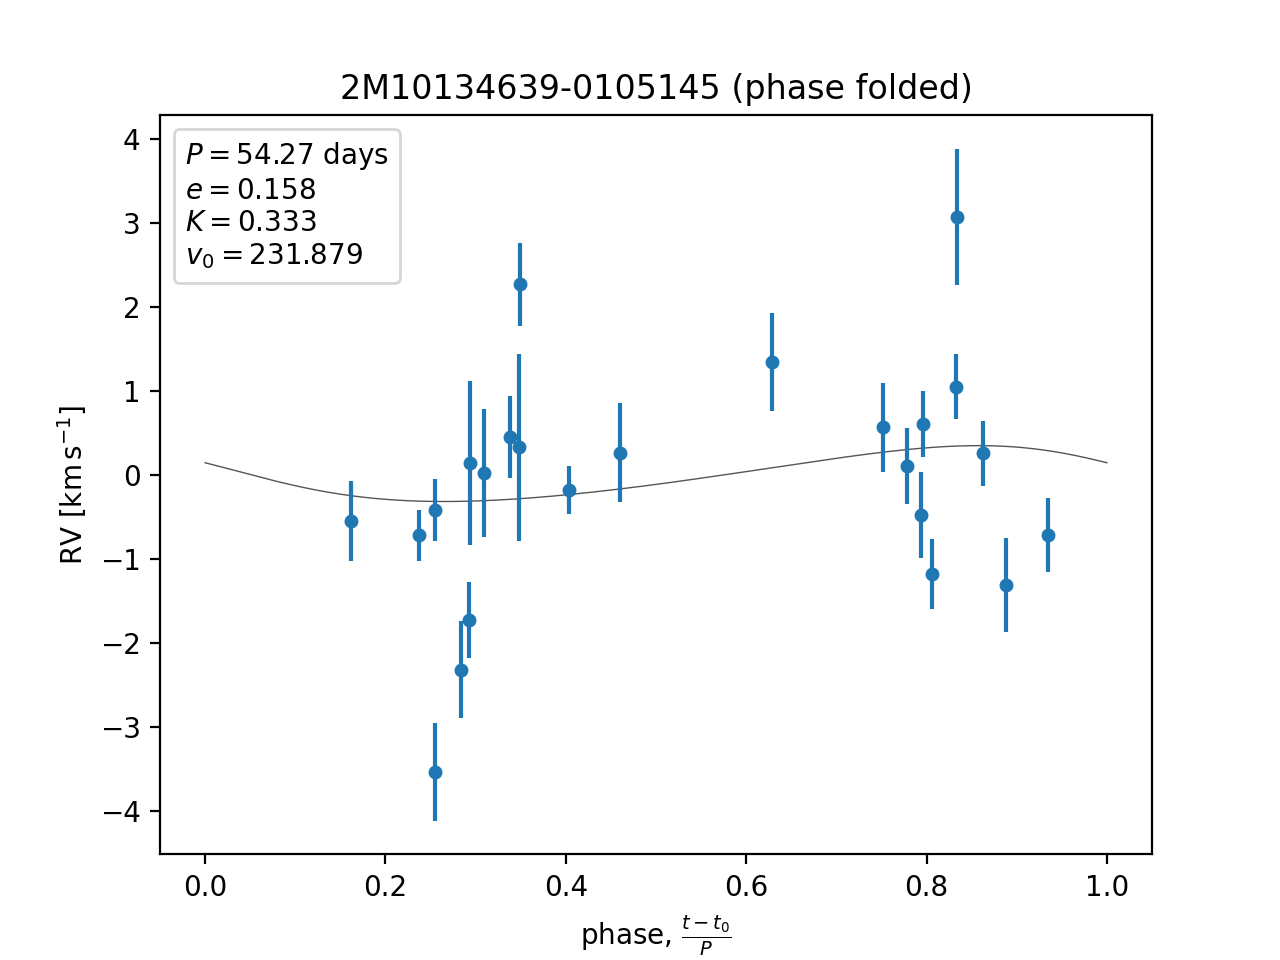 2M10134639-0105145 (phase folded)
P = 54.27 days
e = 0.158
K = 0.333
v₀ = 231.879
4
3
2
1
0
−1
−2
−3
−4
RV [km s⁻¹]
0.0 0.2 0.4 0.6 0.8 1.0
phase, (t − t₀)/P